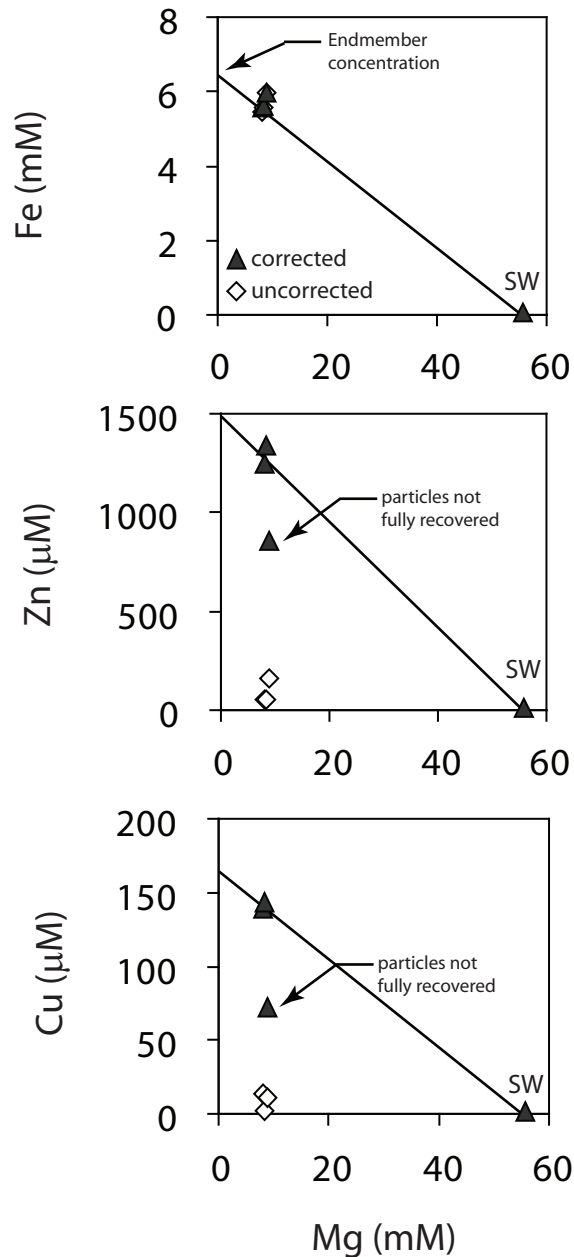 8
Endmember
concentration
6
4
Fe (mM)
2
corrected
SW
uncorrected
0
0 20 40 60
1500
particles not
fully recovered
1000
Zn (μM)
500
SW
0
0 20 40 60
200
150
particles not
fully recovered
100
Cu (μM)
50
SW
0
0 20 40 60
Mg (mM)